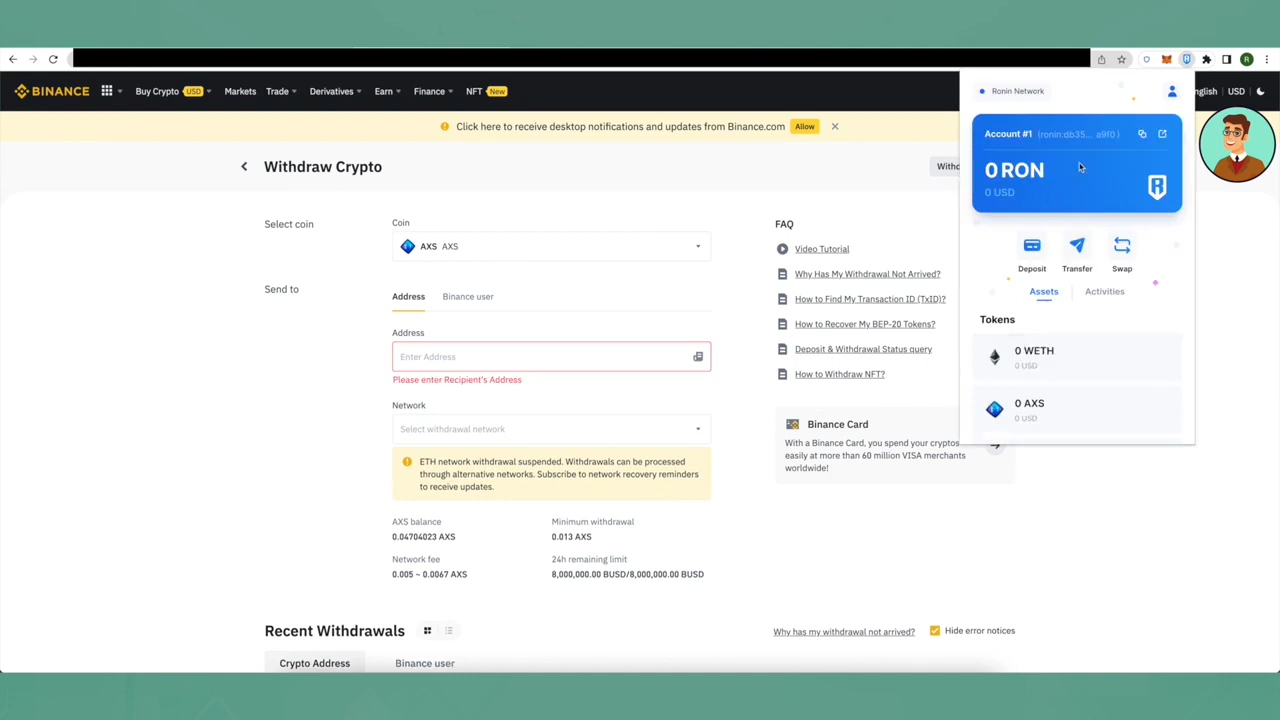 BINANCE
Buy Crypto USD
Markets
Trade
Derivatives
Earn
Finance
NFT New
nglish
USD
R
Click here to receive desktop notifications and updates from Binance.com
Allow
Withdraw Crypto
Withd
Select coin
Coin
AXS AXS
Send to
Address
Binance user
Address
Enter Address
Please enter Recipient's Address
Network
Select withdrawal network
ETH network withdrawal suspended. Withdrawals can be processed
through alternative networks. Subscribe to network recovery reminders
to receive updates.
AXS balance
0.04704023 AXS
Minimum withdrawal
0.013 AXS
Network fee
0.005 ~ 0.0067 AXS
24h remaining limit
8,000,000.00 BUSD/8,000,000.00 BUSD
FAQ
Video Tutorial
Why Has My Withdrawal Not Arrived?
How to Find My Transaction ID (TxID)?
How to Recover My BEP-20 Tokens?
Deposit & Withdrawal Status query
How to Withdraw NFT?
Binance Card
With a Binance Card, you spend your cryptos
easily at more than 60 million VISA merchants
worldwide!
Ronin Network
Account #1 (ronin:db35... a9f0 )
0 RON
0 USD
Deposit
Transfer
Swap
Assets
Activities
Tokens
0 WETH
0 USD
0 AXS
0 USD
Recent Withdrawals
Why has my withdrawal not arrived?
Hide error notices
Crypto Address
Binance user